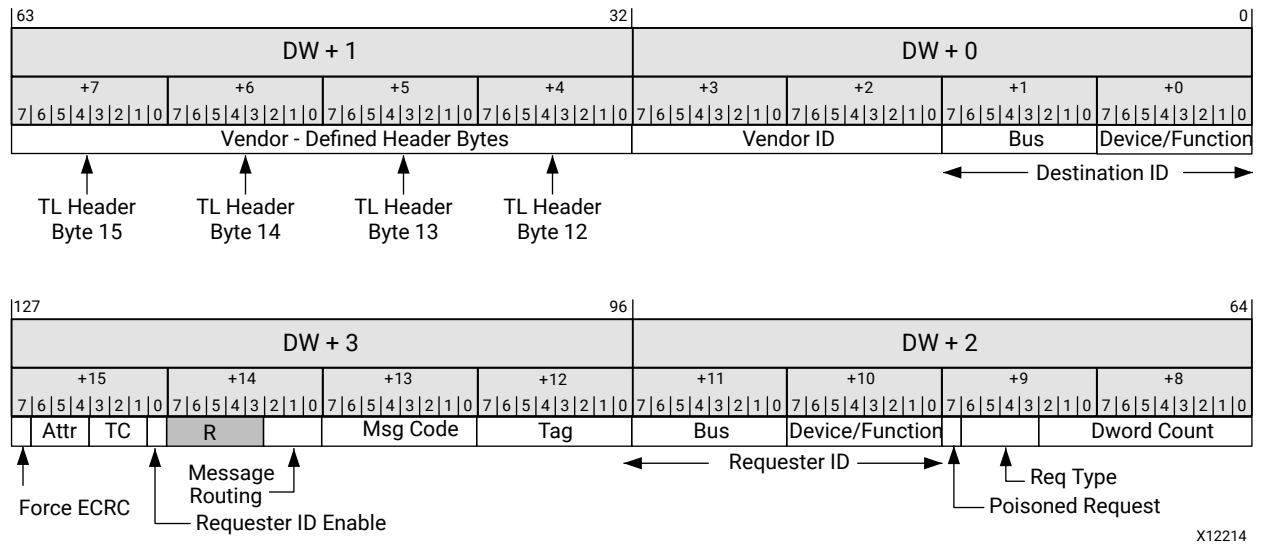 63 32 0
DW + 1 DW + 0
+7 +6 +5 +4 +3 +2 +1 +0
7 6 5 4 3 2 1 0 7 6 5 4 3 2 1 0 7 6 5 4 3 2 1 0 7 6 5 4 3 2 1 0 7 6 5 4 3 2 1 0 7 6 5 4 3 2 1 0 7 6 5 4 3 2 1 0 7 6 5 4 3 2 1 0
Vendor - Defined Header Bytes Vendor ID Bus Device/Function
Destination ID
TL Header TL Header TL Header TL Header
Byte 15 Byte 14 Byte 13 Byte 12
127 96 64
DW + 3 DW + 2
+15 +14 +13 +12 +11 +10 +9 +8
7 6 5 4 3 2 1 0 7 6 5 4 3 2 1 0 7 6 5 4 3 2 1 0 7 6 5 4 3 2 1 0 7 6 5 4 3 2 1 0 7 6 5 4 3 2 1 0 7 6 5 4 3 2 1 0 7 6 5 4 3 2 1 0
Attr TC R Msg Code Tag Bus Device/Function Dword Count
Message Requester ID
Routing Req Type
Force ECRC Poisoned Request
Requester ID Enable
X12214